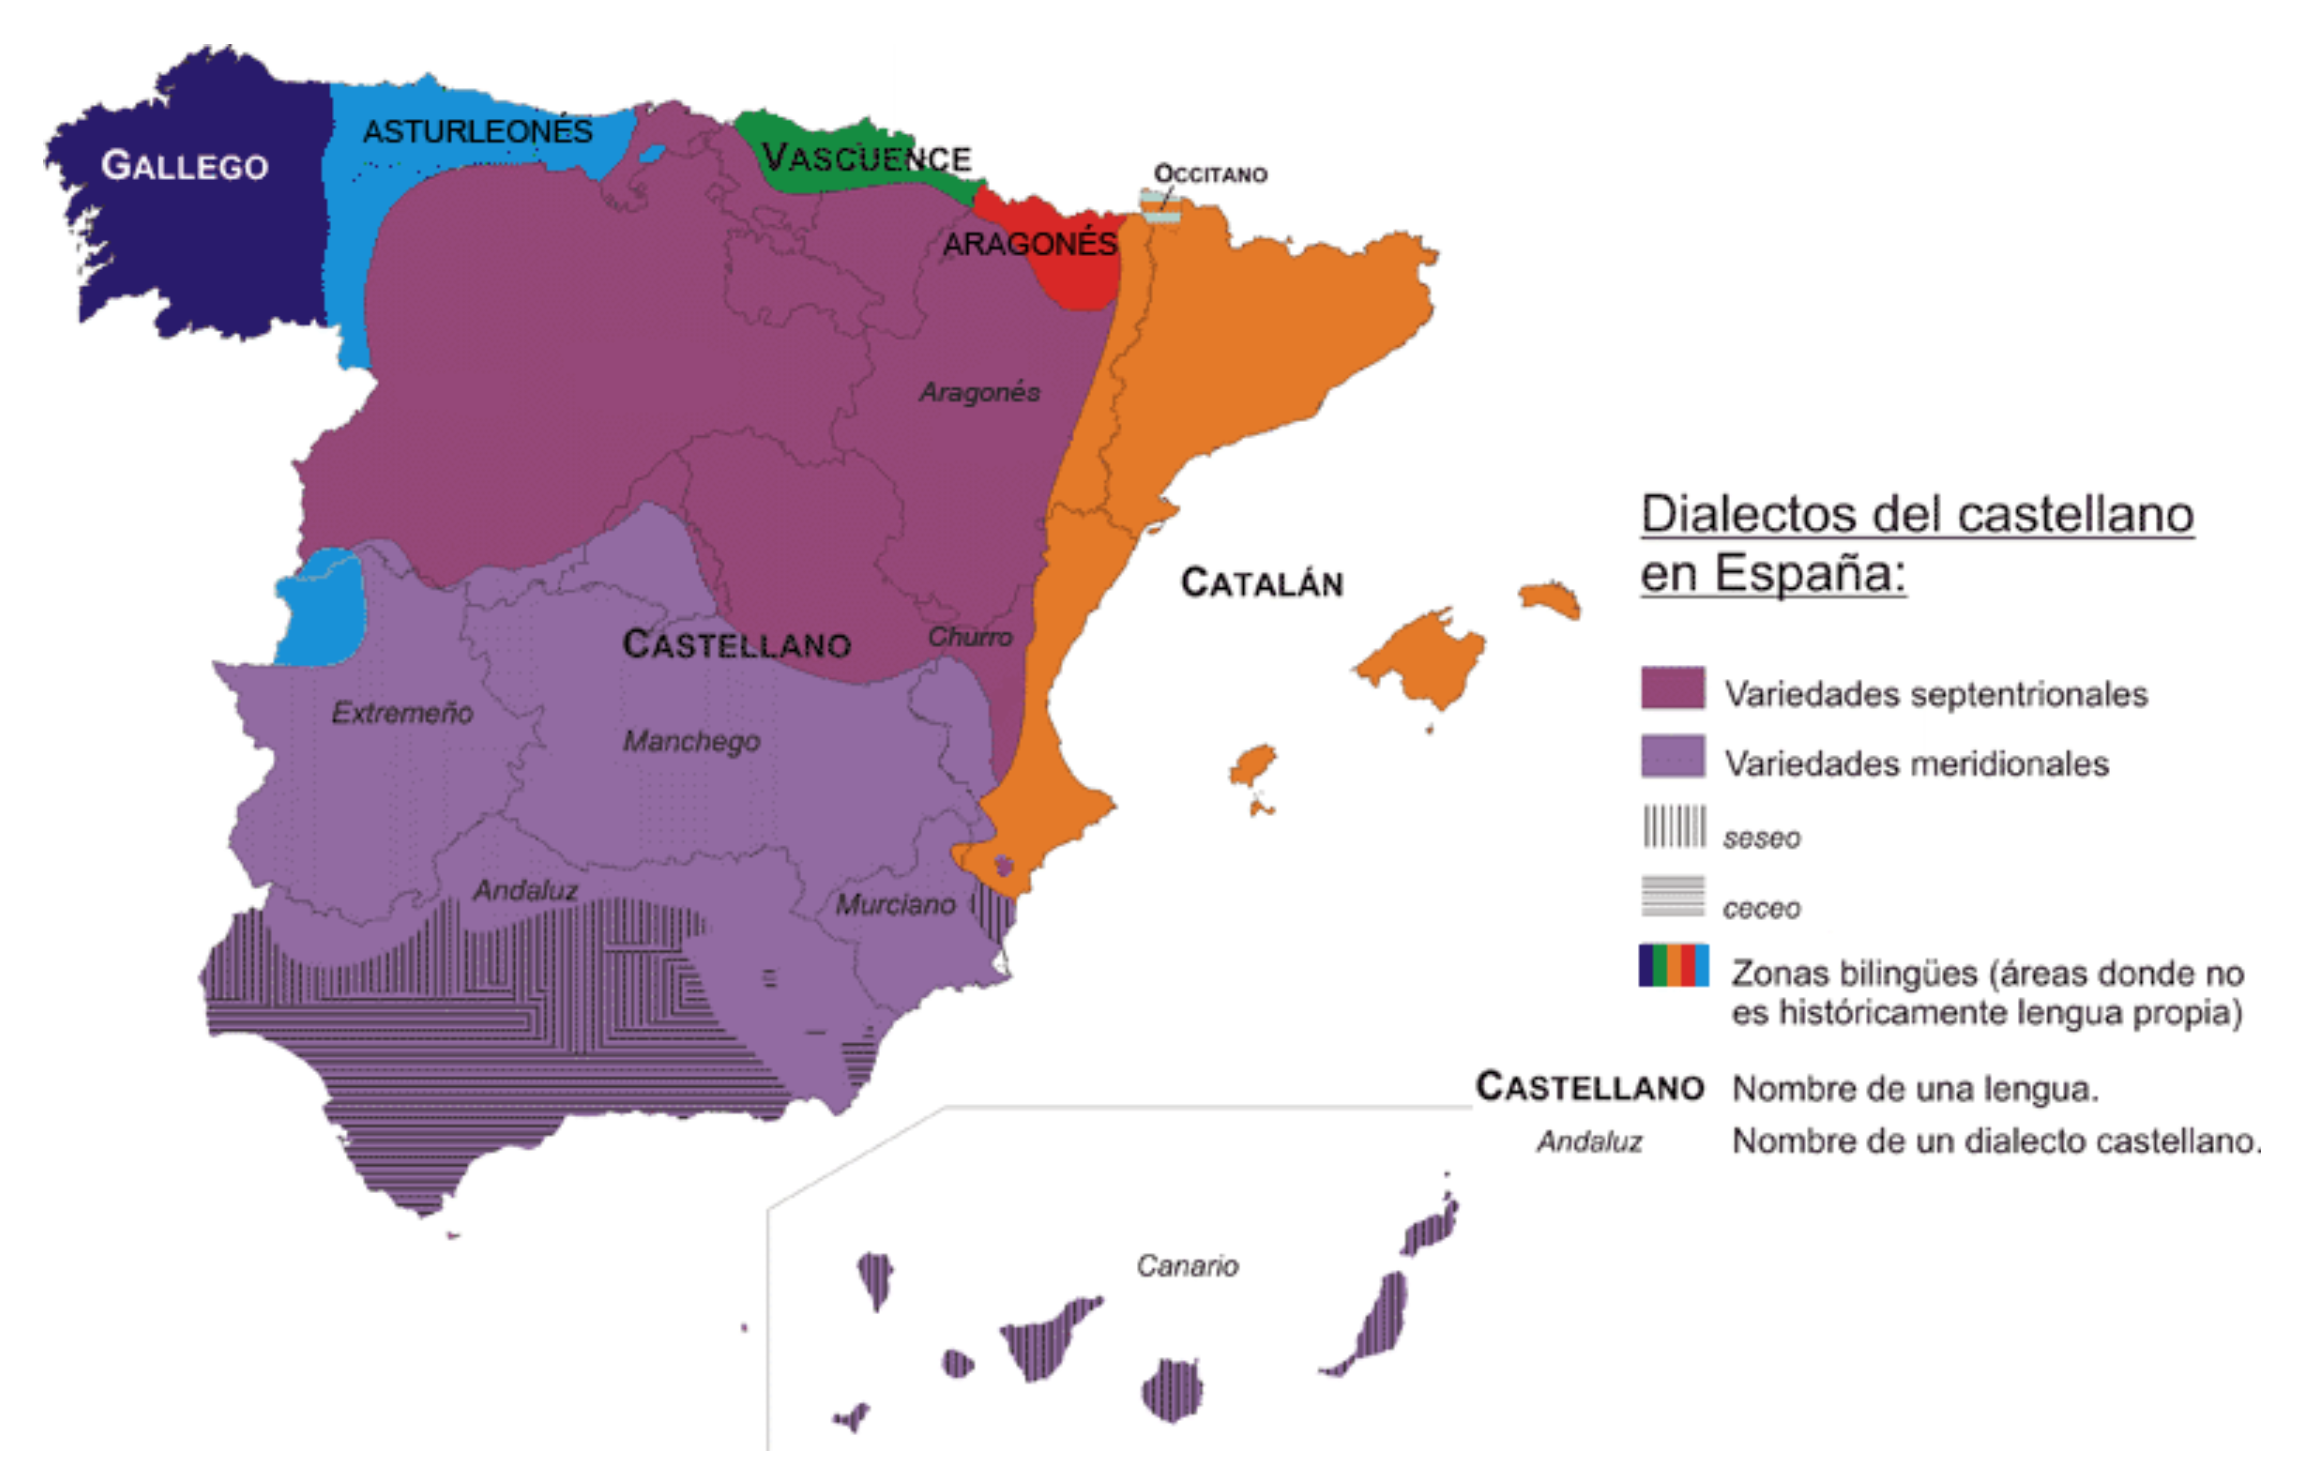 GALLEGO
ASTURLEONÉS
VASCUENCE
OCCITANO
ARAGONÉS
Aragonés
CATALÁN
CASTELLANO
Churro
Extremeño
Manchego
Andaluz
Murciano
Canario
Dialectos del castellano
en España:
Variedades septentrionales
Variedades meridionales
seseo
ceceo
Zonas bilingües (áreas donde no
es históricamente lengua propia)
CASTELLANO Nombre de una lengua.
Andaluz Nombre de un dialecto castellano.